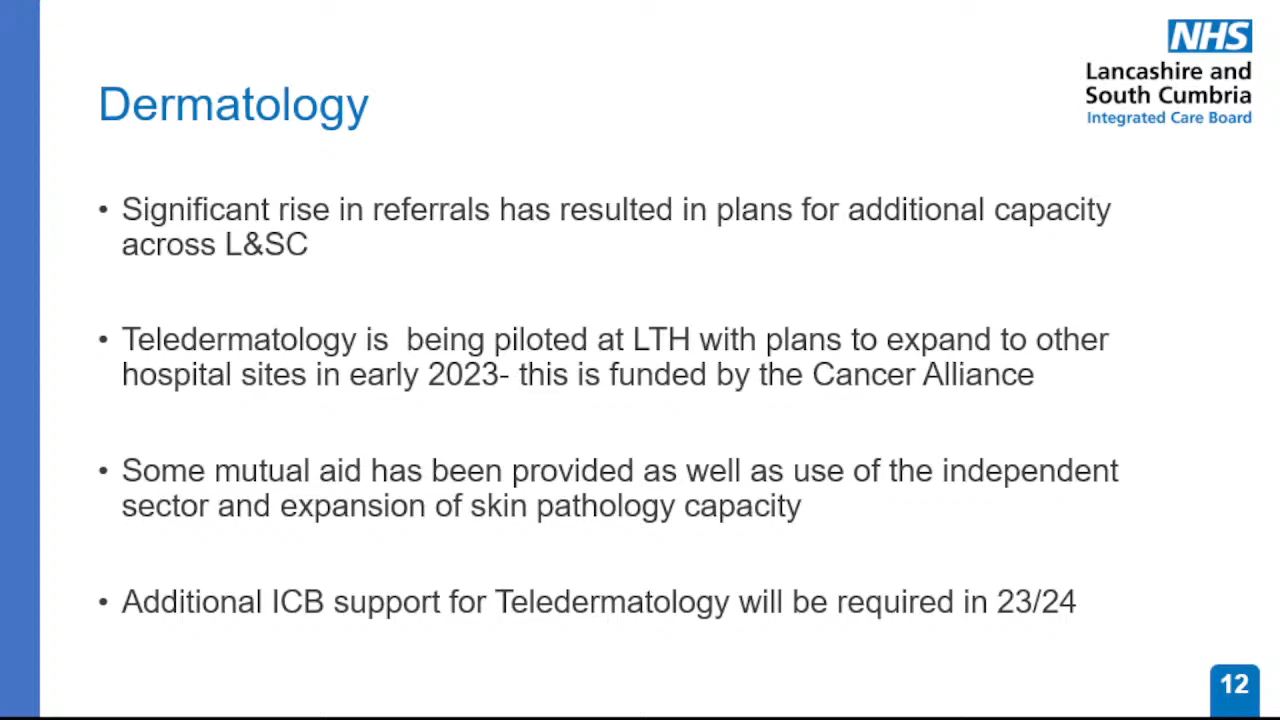 NHS
Lancashire and
South Cumbria
Integrated Care Board
Dermatology
• Significant rise in referrals has resulted in plans for additional capacity
across L&SC
• Teledermatology is  being piloted at LTH with plans to expand to other
hospital sites in early 2023- this is funded by the Cancer Alliance
• Some mutual aid has been provided as well as use of the independent
sector and expansion of skin pathology capacity
• Additional ICB support for Teledermatology will be required in 23/24
12